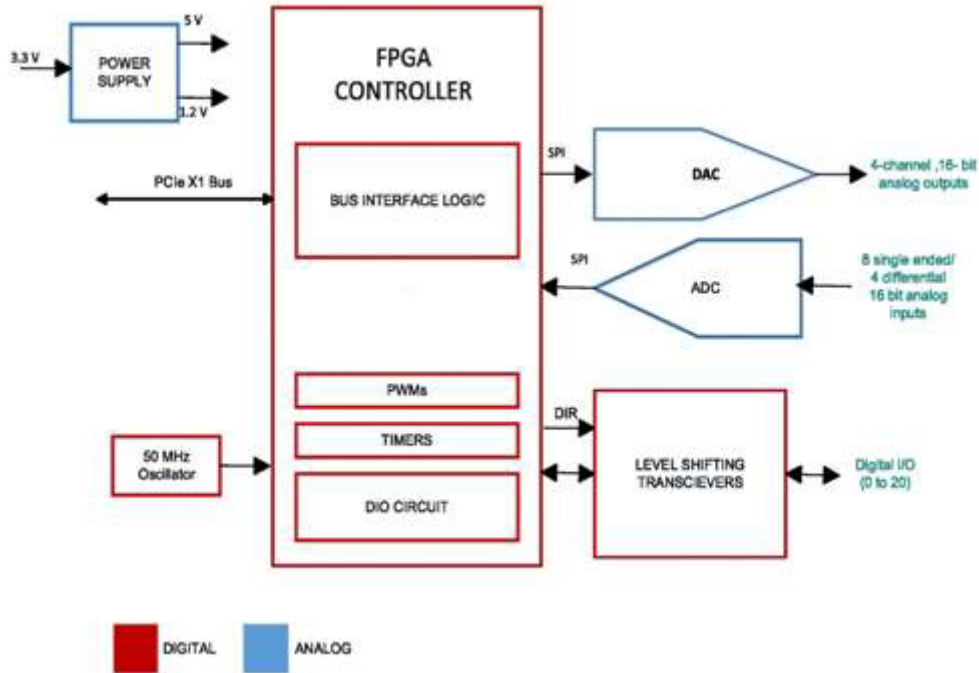 5 V
3.3 V
POWER
SUPPLY
1.2 V
FPGA
CONTROLLER
PCIe X1 Bus
BUS INTERFACE LOGIC
SPI
DAC
4-channel ,16- bit
analog outputs
SPI
ADC
8 single ended/
4 differential
16 bit analog
inputs
PWMs
TIMERS
DIO CIRCUIT
50 MHz
Oscillator
DIR
LEVEL SHIFTING
TRANSCIEVERS
Digital I/O
(0 to 20)
DIGITAL
ANALOG